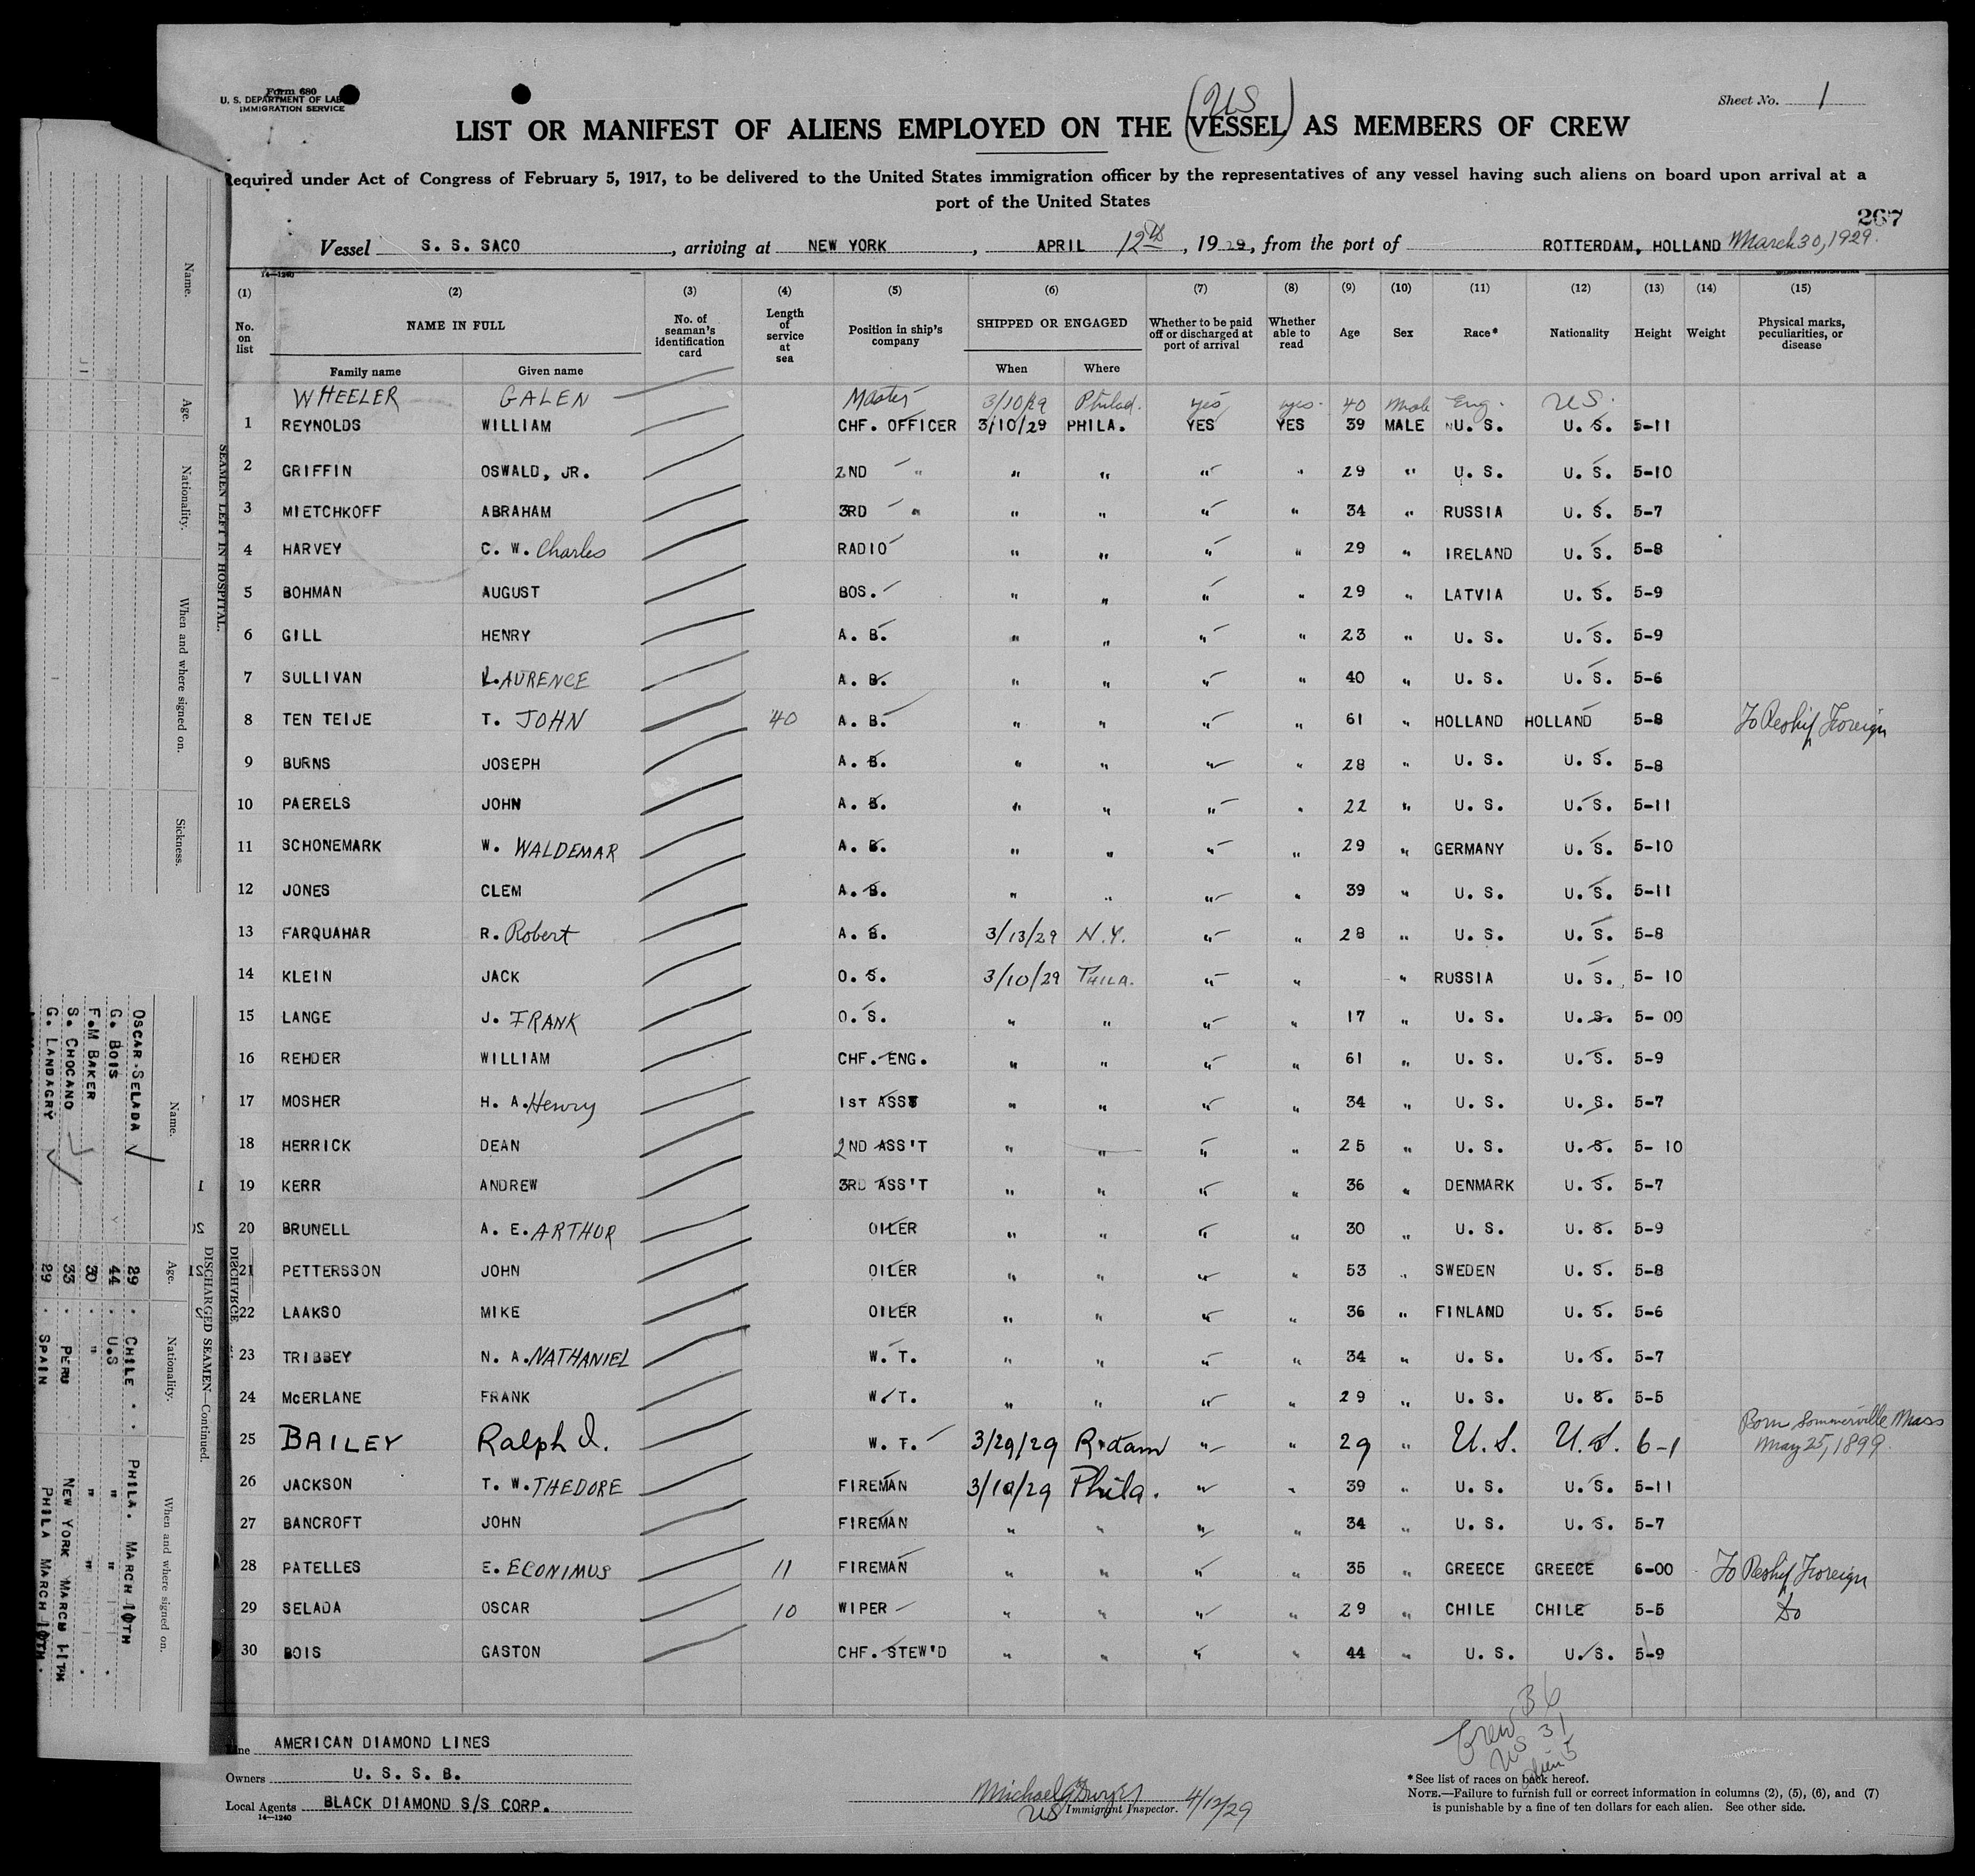 Form 680
U. S. DEPARTMENT OF LAB
IMMIGRATION SERVICE
Sheet No. 1
(US)
LIST OR MANIFEST OF ALIENS EMPLOYED ON THE (VESSEL) AS MEMBERS OF CREW
equired under Act of Congress of February 5, 1917, to be delivered to the United States immigration officer by the representatives of any vessel having such aliens on board upon arrival at a
port of the United States
267
Vessel S. S. SACO, arriving at NEW YORK, APRIL 12th, 1929, from the port of ROTTERDAM, HOLLAND March 30, 1929.
14—1240
(1) (2) (3) (4) (5) (6) (7) (8) (9) (10) (11) (12) (13) (14) (15)
No. on list NAME IN FULL No. of seaman's identification card Length of service at sea Position in ship's company SHIPPED OR ENGAGED Whether to be paid off or discharged at port of arrival Whether able to read Age Sex Race* Nationality Height Weight Physical marks, peculiarities, or disease
Family name Given name When Where
WHEELER GALEN Master 3/10/29 Philad. yes yes 40 male Eng. US.
1 REYNOLDS WILLIAM CHF. OFFICER 3/10/29 PHILA. YES YES 39 MALE U. S. U. S. 5-11
2 GRIFFIN OSWALD, JR. 2ND " " " " " 29 " U. S. U. S. 5-10
3 MIETCHKOFF ABRAHAM 3RD " " " " " 34 " RUSSIA U. S. 5-7
4 HARVEY C. W. Charles RADIO " " " " 29 " IRELAND U. S. 5-8
5 BOHMAN AUGUST BOS. " " " " 29 " LATVIA U. S. 5-9
6 GILL HENRY A. B. " " " " 23 " U. S. U. S. 5-9
7 SULLIVAN L.AURENCE A. B. " " " " 40 " U. S. U. S. 5-6
8 TEN TEIJE T. JOHN 40 A. B. " " " " 61 " HOLLAND HOLLAND 5-8 To Reship Foreign
9 BURNS JOSEPH A. B. " " " " 28 " U. S. U. S. 5-8
10 PAERELS JOHN A. B. " " " " 22 " U. S. U. S. 5-11
11 SCHONEMARK W. WALDEMAR A. B. " " " " 29 " GERMANY U. S. 5-10
12 JONES CLEM A. B. " " " " 39 " U. S. U. S. 5-11
13 FARQUAHAR R. Robert A. B. 3/13/29 N.Y. " " 28 " U. S. U. S. 5-8
14 KLEIN JACK O. S. 3/10/29 PHILA. " " " RUSSIA U. S. 5- 10
15 LANGE J. FRANK O. S. " " " " 17 " U. S. U. S. 5- 00
16 REHDER WILLIAM CHF. ENG. " " " " 61 " U. S. U. S. 5-9
17 MOSHER H. A. Henry 1ST ASST " " " " 34 " U. S. U. S. 5-7
18 HERRICK DEAN 2ND ASS'T " " " " 25 " U. S. U. S. 5- 10
19 KERR ANDREW 3RD ASS'T " " " " 36 " DENMARK U. S. 5-7
20 BRUNELL A. E. ARTHUR OILER " " " " 30 " U. S. U. S. 5-9
21 PETTERSSON JOHN OILER " " " " 53 " SWEDEN U. S. 5-8
22 LAAKSO MIKE OILER " " " " 36 " FINLAND U. S. 5-6
23 TRIBBEY N. A. NATHANIEL W. T. " " " " 34 " U. S. U. S. 5-7
24 McERLANE FRANK W. T. " " " " 29 " U. S. U. S. 5-5
25 BAILEY Ralph I. W. T. 3/29/29 R-dam " " 29 " U. S. U. S. 6-1 Born Sommerville Mass May 25, 1899.
26 JACKSON T. W. THEDORE FIREMAN 3/10/29 Phila. " " 39 " U. S. U. S. 5-11
27 BANCROFT JOHN FIREMAN " " " " 34 " U. S. U. S. 5-7
28 PATELLES E. ECONIMUS 11 FIREMAN " " " " 35 " GREECE GREECE 6-00 To Reship Foreign
29 SELADA OSCAR 10 WIPER " " " " 29 " CHILE CHILE 5-5 Do
30 BOIS GASTON CHF. STEW'D " " " " 44 " U. S. U. S. 5-9
Crew 36
US 31
alien 5
Line AMERICAN DIAMOND LINES
Owners U. S. S. B.
Local Agents BLACK DIAMOND S/S CORP.
14—1240
US Immigrant Inspector. 4/12/29
* See list of races on back hereof.
NOTE.—Failure to furnish full or correct information in columns (2), (5), (6), and (7)
is punishable by a fine of ten dollars for each alien. See other side.
SEAMEN LEFT IN HOSPITAL.
Name. Age. Nationality. When and where signed on. Sickness.
DISCHARGED SEAMEN—Continued.
Name. Age. Nationality. When and where signed on.
OSCAR SELADA 29 CHILE PHILA. MARCH 10TH
G. BOIS 44 U.S " "
F.M BAKER 30 " " "
S. CHOCANO 33 PERU NEW YORK MARCH 11TH
G. LANDAGRY 29 SPAIN PHILA MARCH 10TH.